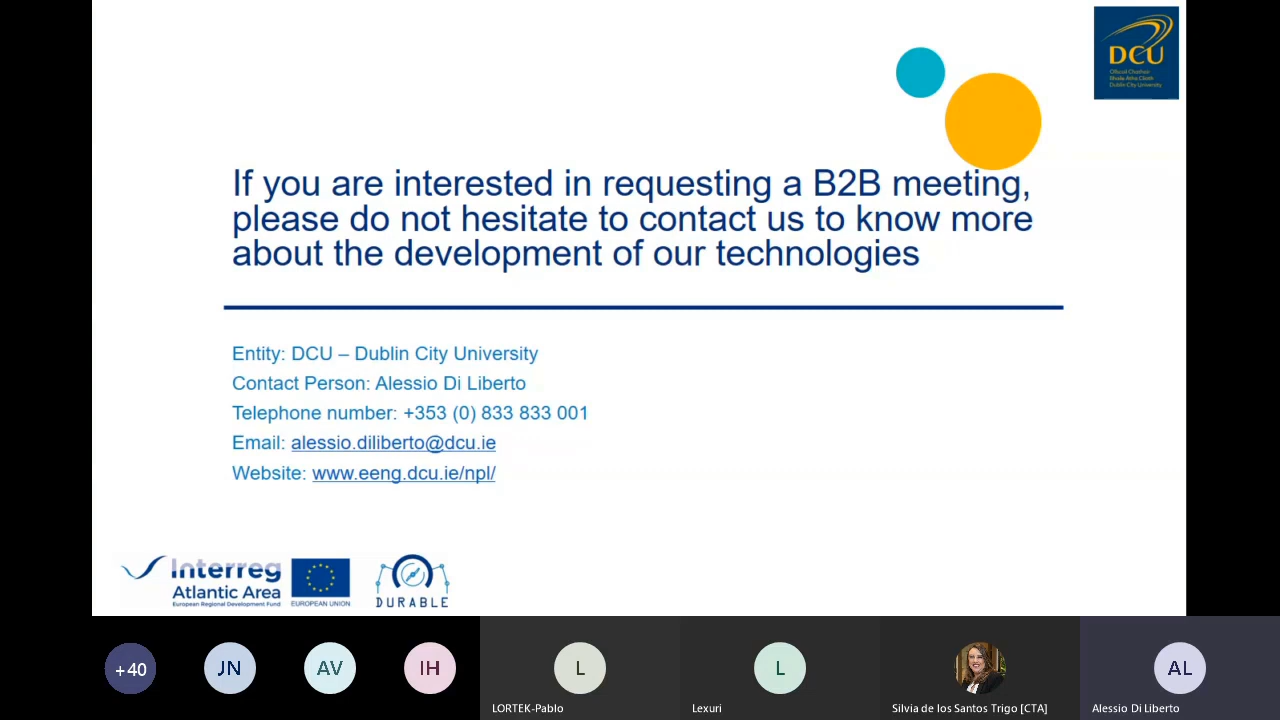 DCU
Ollscoil Chathair
Bhaile Átha Cliath
Dublin City University
If you are interested in requesting a B2B meeting,
please do not hesitate to contact us to know more
about the development of our technologies
Entity: DCU – Dublin City University
Contact Person: Alessio Di Liberto
Telephone number: +353 (0) 833 833 001
Email: alessio.diliberto@dcu.ie
Website: www.eeng.dcu.ie/npl/
Interreg
Atlantic Area
European Regional Development Fund
EUROPEAN UNION
DURABLE
+40
JN
AV
IH
L
L
AL
LORTEK-Pablo
Lexuri
Silvia de los Santos Trigo [CTA]
Alessio Di Liberto